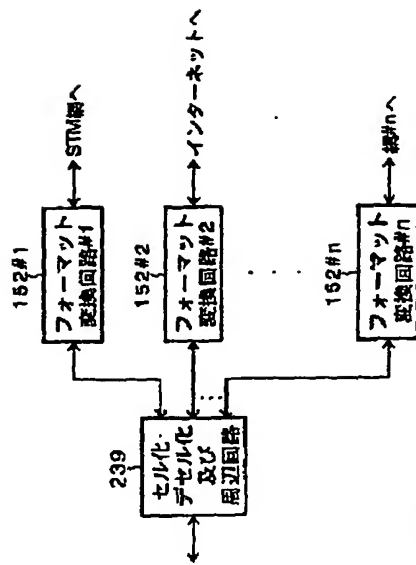 152#1
フォーマット
変換回路#1
STM網へ
152#2
フォーマット
変換回路#2
インターネットへ
152#n
フォーマット
変換回路#n
網#nへ
239
セル化・
デセル化
及び
周辺回路